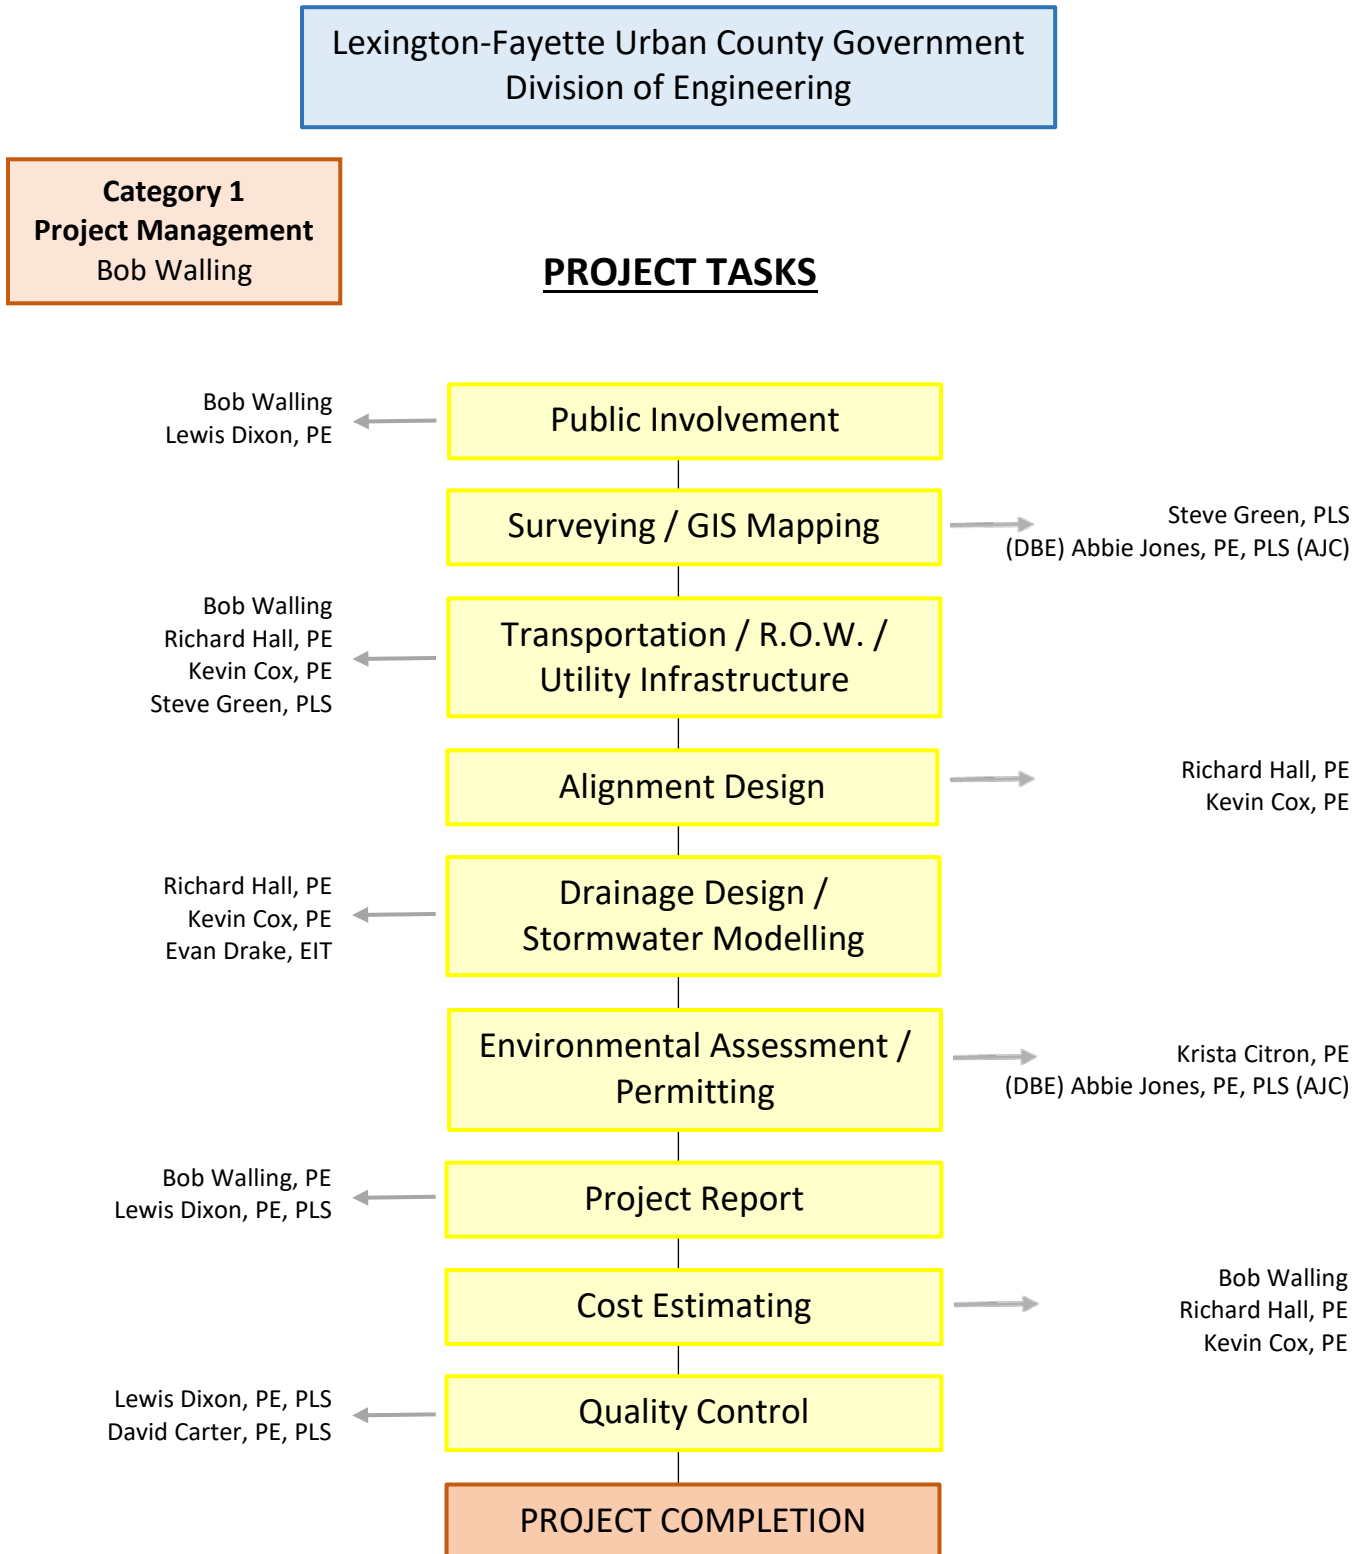 Lexington-Fayette Urban County Government
Division of Engineering
Category 1
Project Management
Bob Walling
PROJECT TASKS
Bob Walling
Lewis Dixon, PE
Public Involvement
Surveying / GIS Mapping
Steve Green, PLS
(DBE) Abbie Jones, PE, PLS (AJC)
Bob Walling
Richard Hall, PE
Kevin Cox, PE
Steve Green, PLS
Transportation / R.O.W. /
Utility Infrastructure
Alignment Design
Richard Hall, PE
Kevin Cox, PE
Richard Hall, PE
Kevin Cox, PE
Evan Drake, EIT
Drainage Design /
Stormwater Modelling
Environmental Assessment /
Permitting
Krista Citron, PE
(DBE) Abbie Jones, PE, PLS (AJC)
Bob Walling, PE
Lewis Dixon, PE, PLS
Project Report
Cost Estimating
Bob Walling
Richard Hall, PE
Kevin Cox, PE
Lewis Dixon, PE, PLS
David Carter, PE, PLS
Quality Control
PROJECT COMPLETION